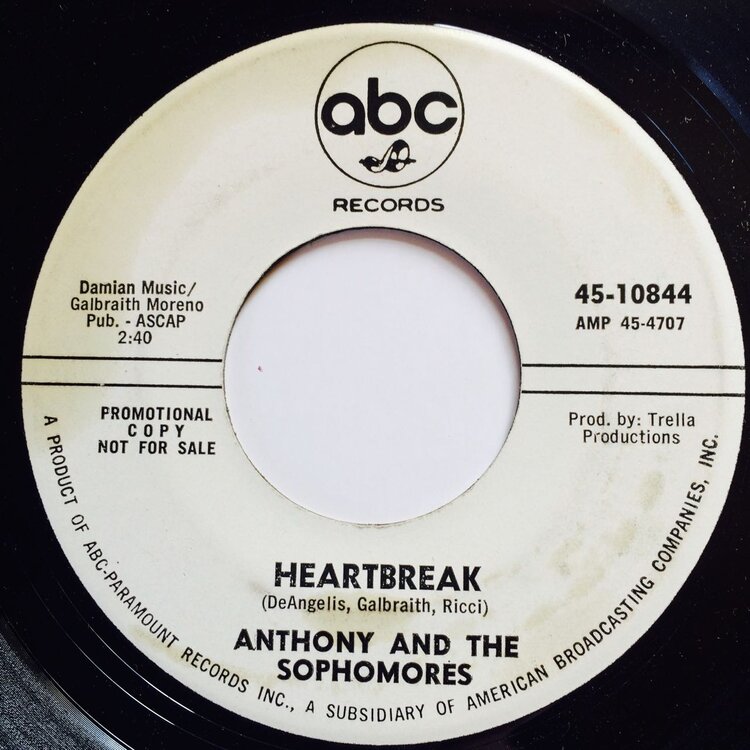 abc
RECORDS
Damian Music/
Galbraith Moreno
Pub. - ASCAP
2:40
45-10844
AMP 45-4707
PROMOTIONAL
COPY
NOT FOR SALE
Prod. by: Trella
Productions
HEARTBREAK
(DeAngelis, Galbraith, Ricci)
ANTHONY AND THE
SOPHOMORES
A PRODUCT OF ABC-PARAMOUNT RECORDS INC., A SUBSIDIARY OF AMERICAN BROADCASTING COMPANIES, INC.